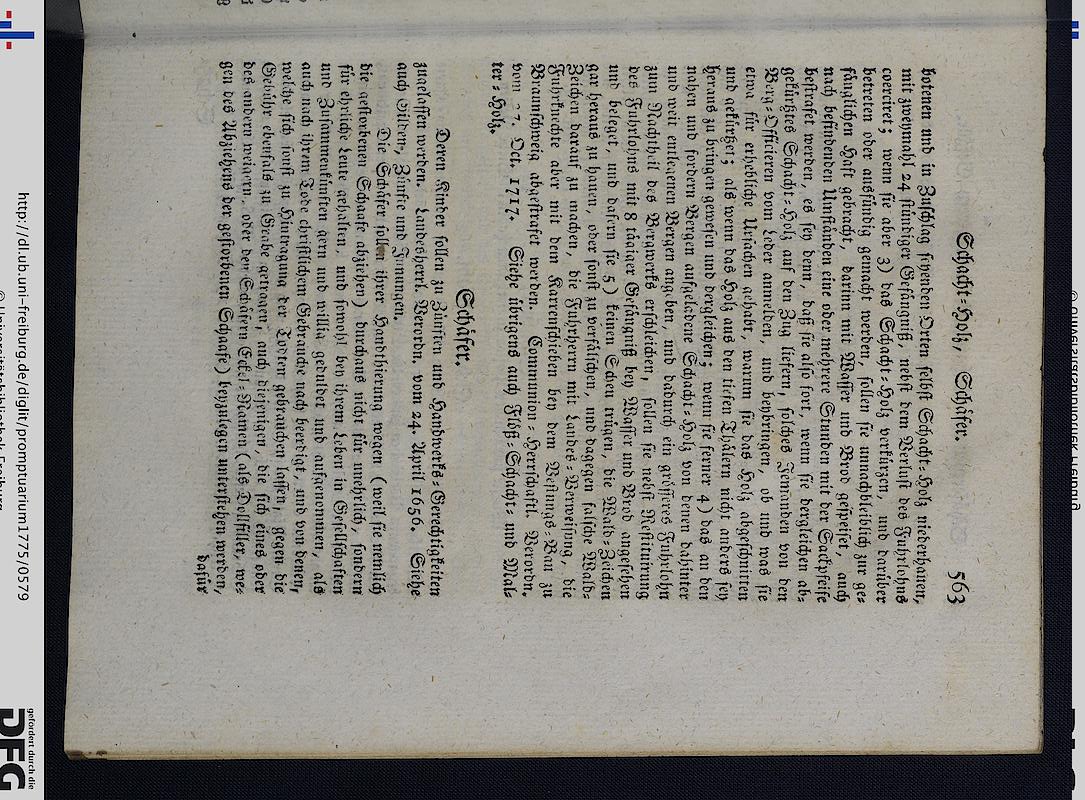 Schacht-Holz, Schäfer. 563
botenen und in Zuschlag stehenden Orten selbst Schacht-Holz niederhauen,
mit zweymahl 24 stündiger Gefängniß, nebst dem Verlust des Fuhrlohns
coerciret; wenn sie aber 3) das Schacht-Holz verkürzen, und darüber
betreten oder ausfündig gemacht werden, sollen sie unnachbleiblich zur ge-
fänglichen Haft gebracht, darinn mit Wasser und Brod gespeiset, auch
nach befindenden Umständen eine oder mehrere Stunden mit der Sackpfeife
bestrafet werden, es sey denn, daß sie also fort, wenn sie dergleichen ab-
gekürtztes Schacht-Holz auf den Zug liefern, solches Jemanden von den
Berg-Officieren vom Leder anmelden, und beybringen, ob und was sie
etwa für erhebliche Ursachen gehabt, warum sie das Holz abgeschnitten
und gekürtzet; als wenn das Holz aus den tiefen Thälern nicht anders sey
heraus zu bringen gewesen und dergleichen; wenn sie ferner 4) das an den
nahen und fordern Bergen aufgeladene Schacht-Holz von denen dahinter
und weit entlegenen Bergen angeben, und dadurch ein grösseres Fuhrlohn
zum Nachtheil des Bergwerks erschleichen, sollen sie nebst Restituirung
des Fuhrlohns mit 8 tägiger Gefängniß bey Wasser und Brod angesehen
und beleget, und dafern sie 5) keinen Scheu trügen, die Wald-Zeichen
gar heraus zu hauen, oder sonst zu verfälschen, und dagegen falsche Wald-
Zeichen darauf zu machen, die Fuhrherrn mit Landes-Verweisung, die
Fuhrknechte aber mit dem Karrenschieben bey dem Vestungs-Bau zu
Braunschweig abgestrafet werden. Communion-Herrschaftl. Verordn.
vom 27. Oct. 1717. Siehe übrigens auch Flöß-Schacht- und Mal-
ter-Holz.
Schäfer.
Deren Kinder sollen zu Zünften und Handwerks-Gerechtigkeiten
zugelassen werden. Landesherrl. Verordn. vom 24. April 1656. Siehe
auch Gilden, Zünfte und Innungen.
Die Schäfer sollen ihrer Handthierung wegen (weil sie nemlich
die gestorbenen Schaafe abziehen) durchaus nicht für unehrlich, sondern
für ehrliche Leute gehalten, und sowohl bey ihrem Leben in Gesellschaften
und Zusammenkünften gern und willig geduldet und aufgenommen, als
auch nach ihrem Tode christlichem Gebrauche nach beerdigt, und von denen,
welche sich sonst zu Hintragung der Todten gebrauchen lassen, gegen die
Gebühr ebenfals zu Grabe getragen, auch diejenigen, die sich eines oder
des andern weigern, oder den Schäfern Eckel-Namen (als Dollfiller, we-
gen des Abziehens der gestorbenen Schaafe) beyzulegen unterstehen werden,
dafür
http://dl.ub.uni-freiburg.de/diglit/promptuarium1775/0579
© Universitätsbibliothek Freiburg
gefördert durch die
DFG